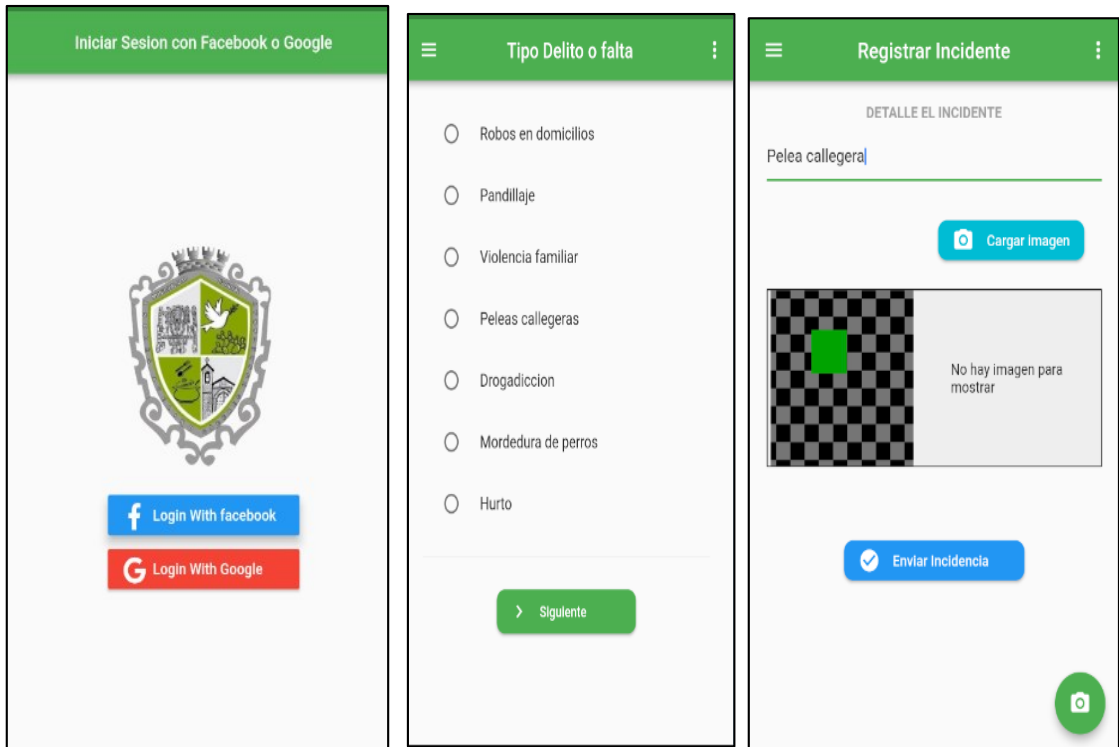 Iniciar Sesion con Facebook o Google
Login With facebook
Login With Google
Tipo Delito o falta
Robos en domicilios
Pandillaje
Violencia familiar
Peleas callegeras
Drogadiccion
Mordedura de perros
Hurto
Siguiente
Registrar Incidente
DETALLE EL INCIDENTE
Pelea callegera
Cargar Imagen
No hay imagen para
mostrar
Enviar Incidencia